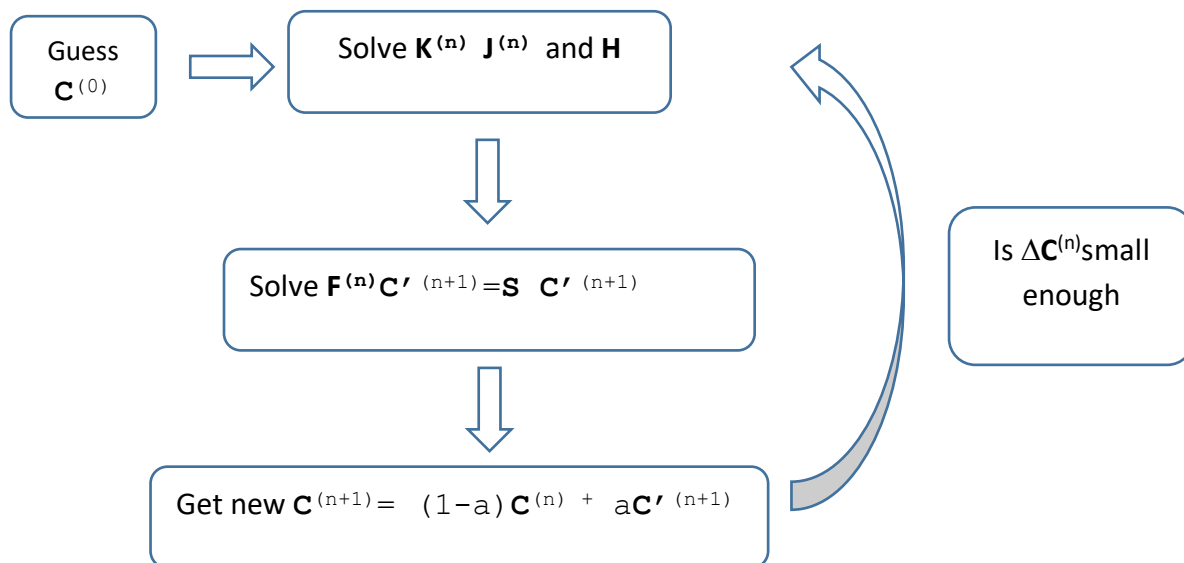 Guess
C⁽⁰⁾
Solve K⁽ⁿ⁾ J⁽ⁿ⁾ and H
Solve F⁽ⁿ⁾C′ ⁽ⁿ⁺¹⁾=S C′ ⁽ⁿ⁺¹⁾
Get new C⁽ⁿ⁺¹⁾= (1-a)C⁽ⁿ⁾ ⁺ aC′ ⁽ⁿ⁺¹⁾
Is ΔC⁽ⁿ⁾small
enough